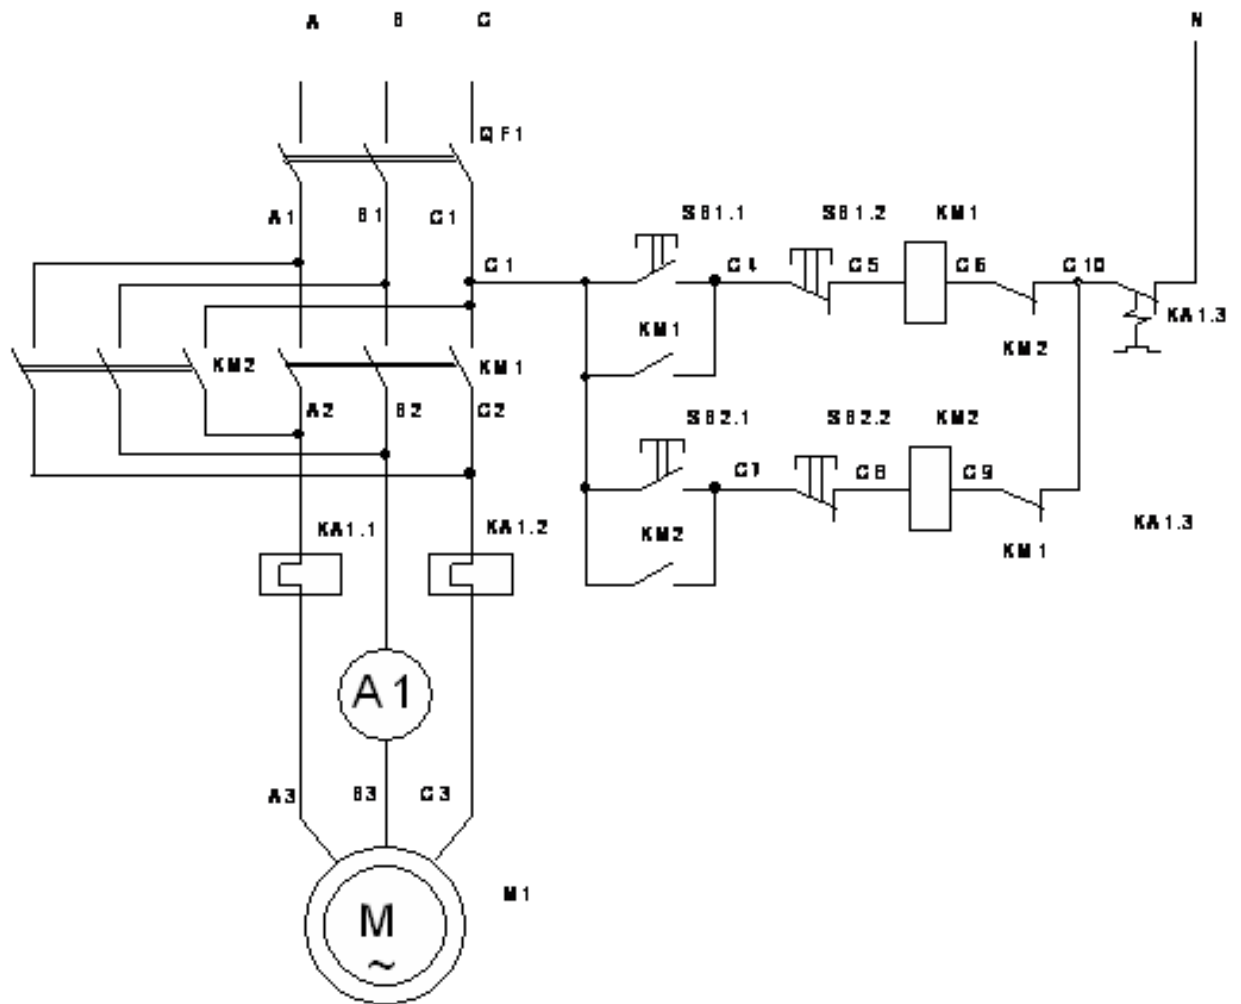 A B C N
QF1
A1 B1 C1
SB1.1 SB1.2 KM1
C1 C4 C5 C6 C10
KA1.3
KM1
KM2
KM2 KM1
A2 B2 C2
SB2.1 SB2.2 KM2
C7 C8 C9
KA1.1 KA1.2
KM2
KM1
KA1.3
A1
A3 B3 C3
M1
M
~